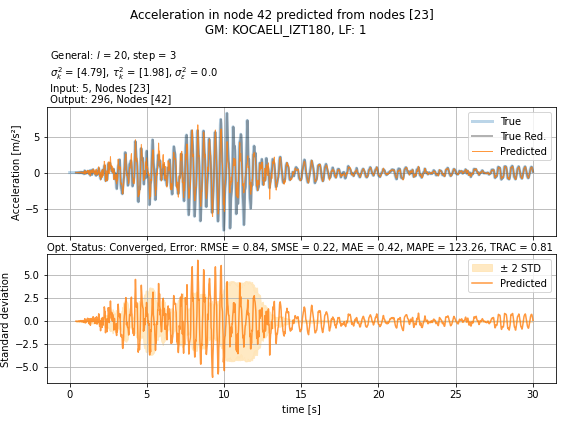 Acceleration in node 42 predicted from nodes [23]
GM: KOCAELI_IZT180, LF: 1
General: l = 20, step = 3
σ²ₖ = [4.79], τ²ₖ = [1.98], σ²ε = 0.0
Input: 5, Nodes [23]
Output: 296, Nodes [42]
Acceleration [m/s²]
5
0
−5
True
True Red.
Predicted
Opt. Status: Converged, Error: RMSE = 0.84, SMSE = 0.22, MAE = 0.42, MAPE = 123.26, TRAC = 0.81
Standard deviation
5.0
2.5
0.0
−2.5
−5.0
± 2 STD
Predicted
0 5 10 15 20 25 30
time [s]